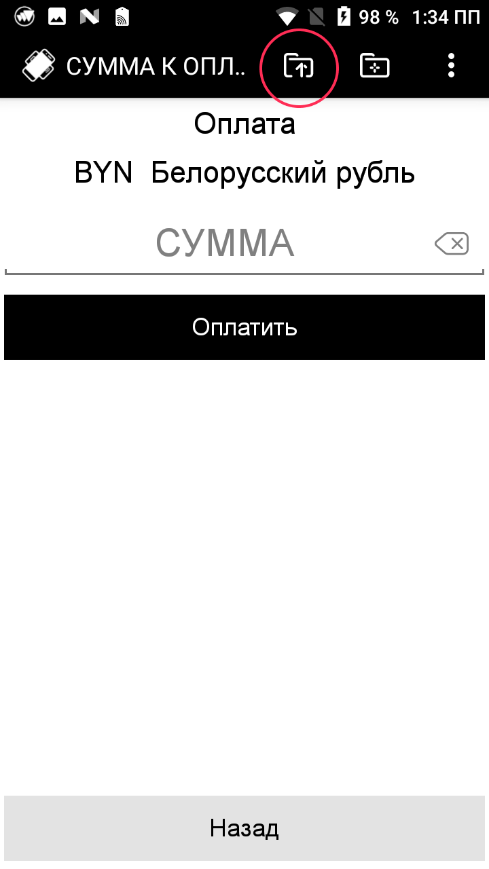 98 % 1:34 ПП
СУММА К ОПЛ..
Оплата
BYN Белорусский рубль
СУММА
Оплатить
Назад